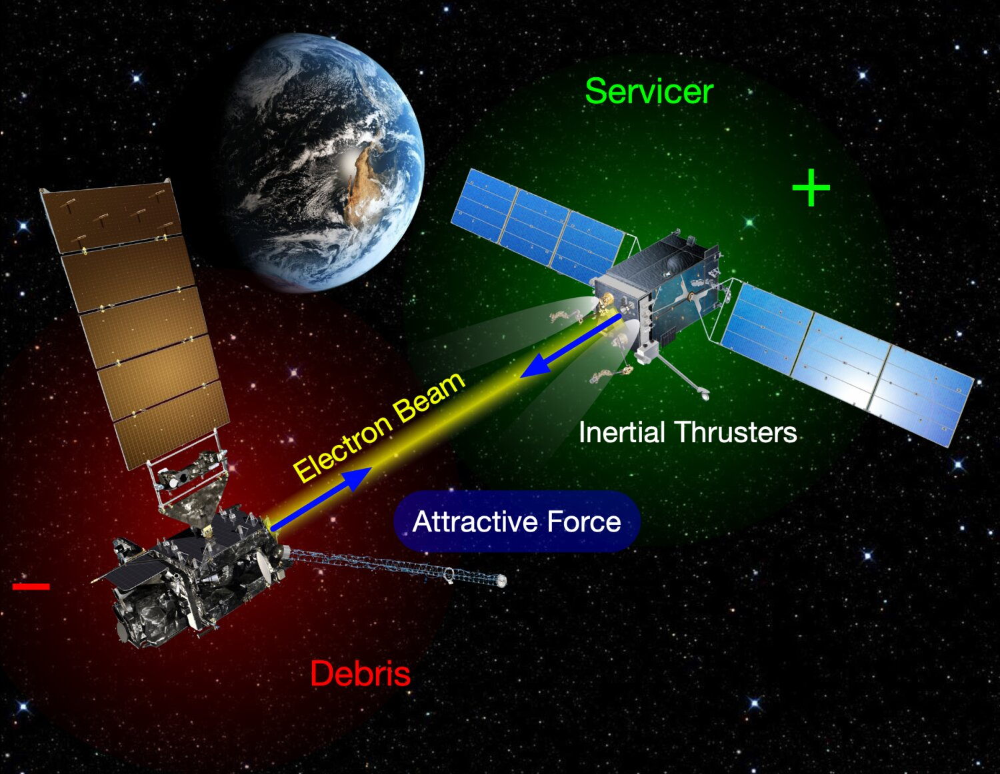 Servicer
+
Electron Beam
Inertial Thrusters
Attractive Force
−
Debris